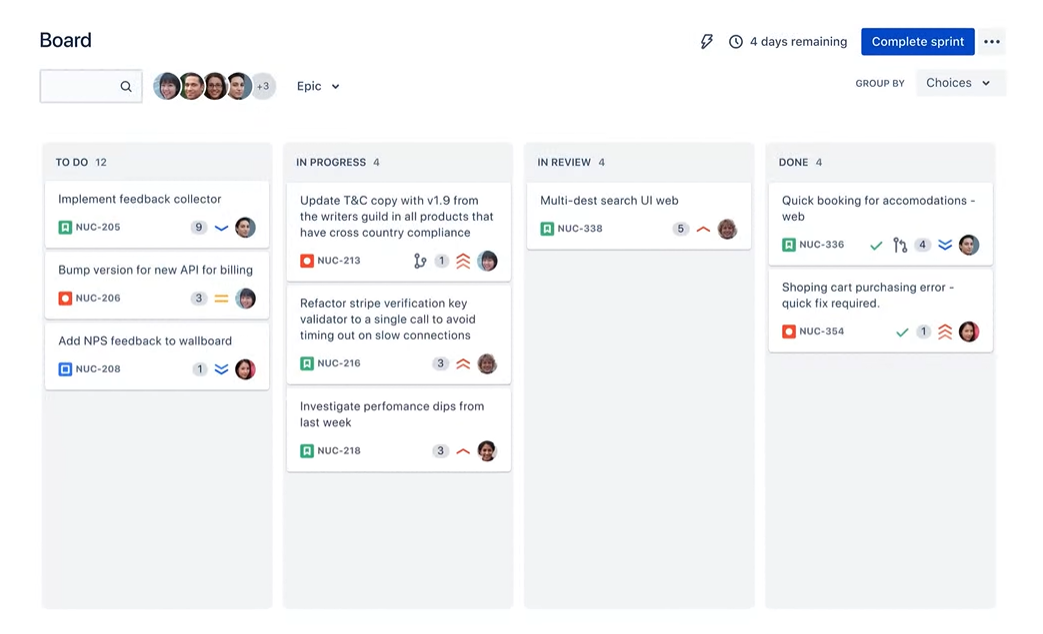 Board
4 days remaining
Complete sprint
+3
Epic
GROUP BY
Choices
TO DO 12
Implement feedback collector
NUC-205
9
Bump version for new API for billing
NUC-206
3
Add NPS feedback to wallboard
NUC-208
1
IN PROGRESS 4
Update T&C copy with v1.9 from
the writers guild in all products that
have cross country compliance
NUC-213
1
Refactor stripe verification key
validator to a single call to avoid
timing out on slow connections
NUC-216
3
Investigate perfomance dips from
last week
NUC-218
3
IN REVIEW 4
Multi-dest search UI web
NUC-338
5
DONE 4
Quick booking for accomodations -
web
NUC-336
4
Shoping cart purchasing error -
quick fix required.
NUC-354
1